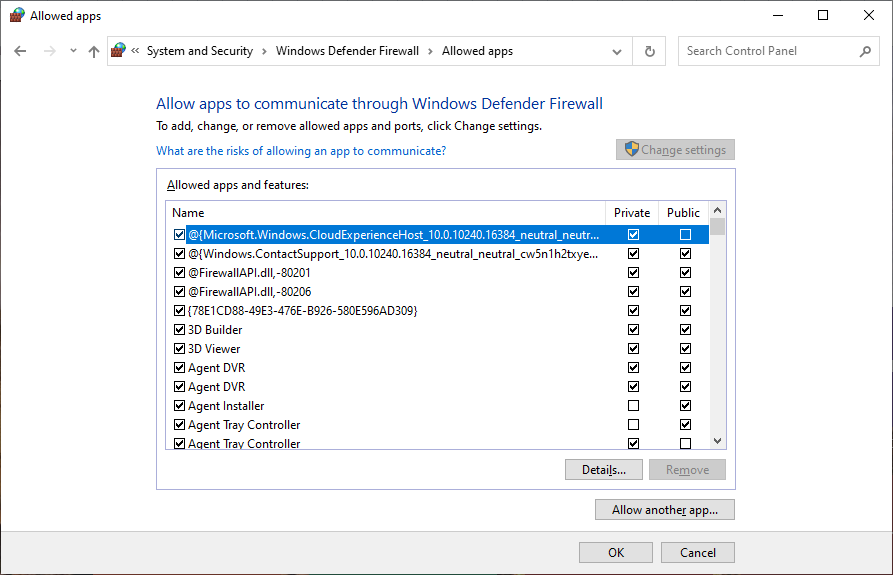 Allowed apps
« System and Security › Windows Defender Firewall › Allowed apps
Search Control Panel
Allow apps to communicate through Windows Defender Firewall
To add, change, or remove allowed apps and ports, click Change settings.
What are the risks of allowing an app to communicate?
Change settings
Allowed apps and features:
Name Private Public
@{Microsoft.Windows.CloudExperienceHost_10.0.10240.16384_neutral_neutr...
@{Windows.ContactSupport_10.0.10240.16384_neutral_neutral_cw5n1h2txye...
@FirewallAPI.dll,-80201
@FirewallAPI.dll,-80206
{78E1CD88-49E3-476E-B926-580E596AD309}
3D Builder
3D Viewer
Agent DVR
Agent DVR
Agent Installer
Agent Tray Controller
Agent Tray Controller
Details... Remove
Allow another app...
OK Cancel